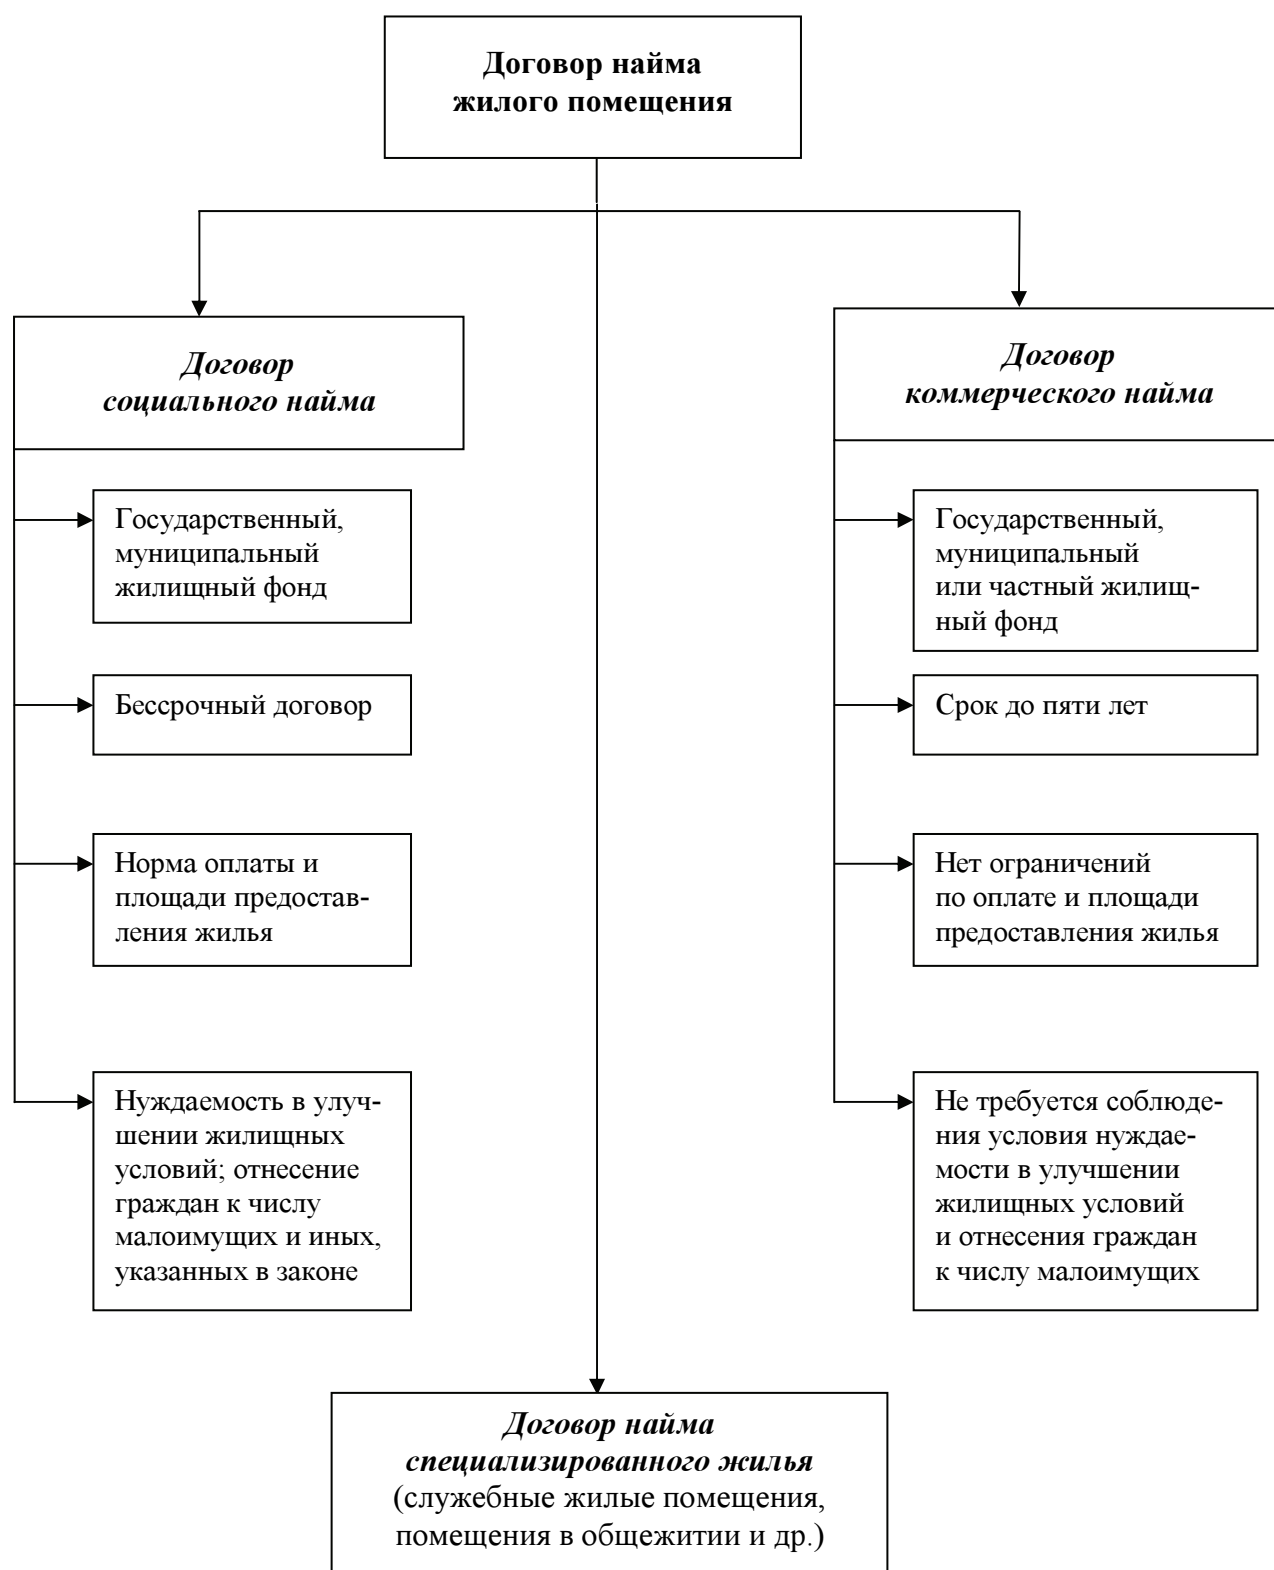 Договор найма
жилого помещения
Договор
социального найма
Государственный,
муниципальный
жилищный фонд
Бессрочный договор
Норма оплаты и
площади предостав-
ления жилья
Нуждаемость в улуч-
шении жилищных
условий; отнесение
граждан к числу
малоимущих и иных,
указанных в законе
Договор
коммерческого найма
Государственный,
муниципальный
или частный жилищ-
ный фонд
Срок до пяти лет
Нет ограничений
по оплате и площади
предоставления жилья
Не требуется соблюде-
ния условия нуждае-
мости в улучшении
жилищных условий
и отнесения граждан
к числу малоимущих
Договор найма
специализированного жилья
(служебные жилые помещения,
помещения в общежитии и др.)